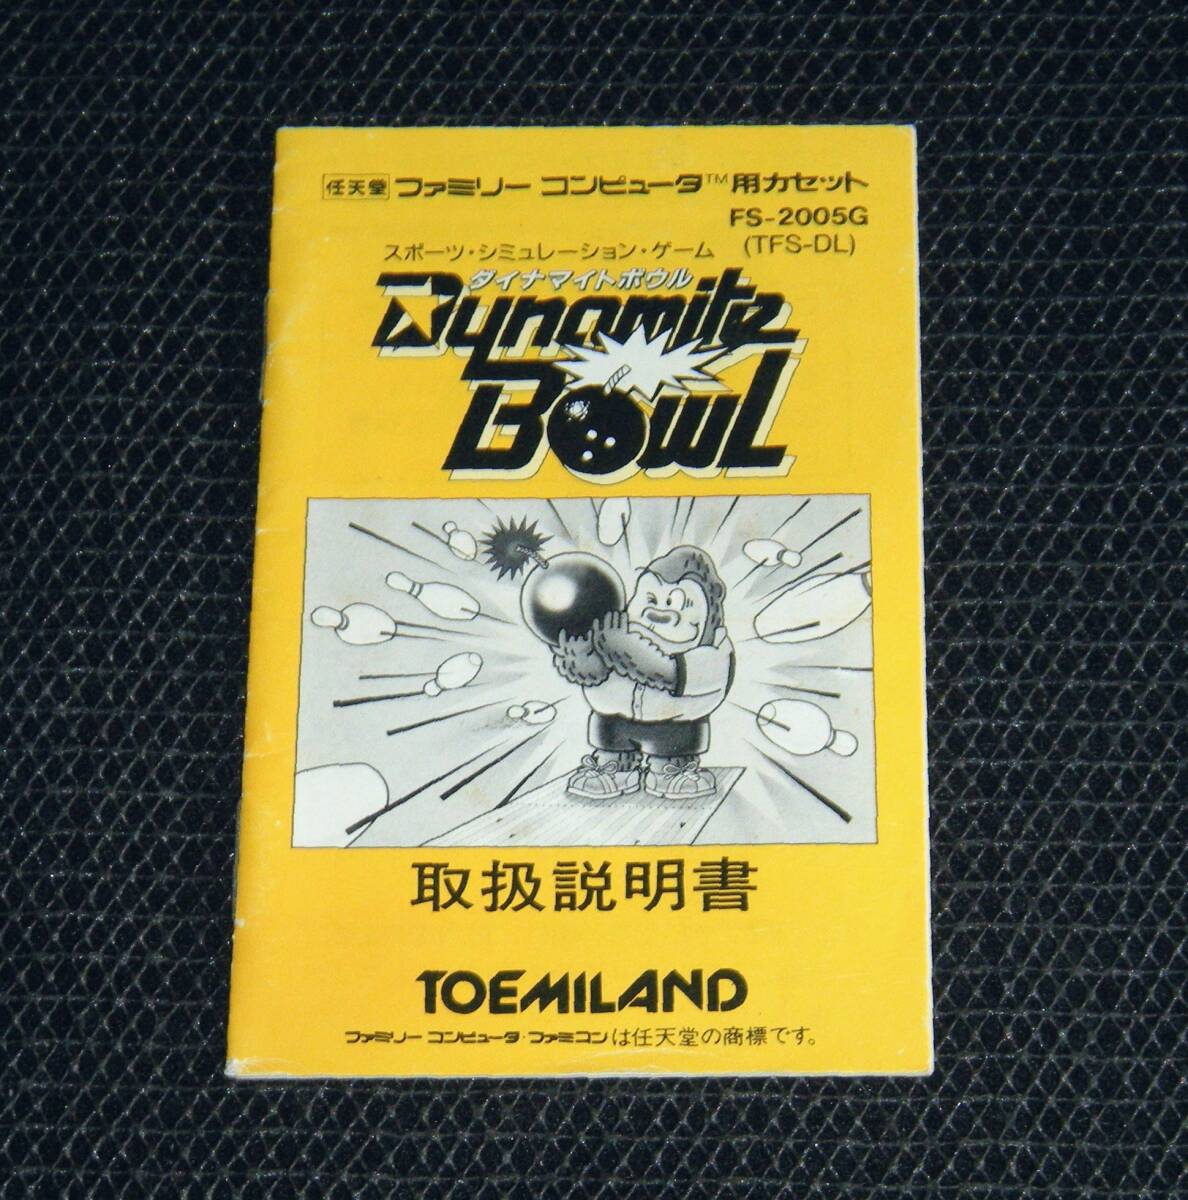 任天堂 ファミリー コンピュータ™用カセット
FS-2005G
(TFS-DL)
スポーツ・シミュレーション・ゲーム
ダイナマイトボウル
Dynamite
Bowl
取扱説明書
TOEMILAND
ファミリー コンピュータ・ファミコンは任天堂の商標です。